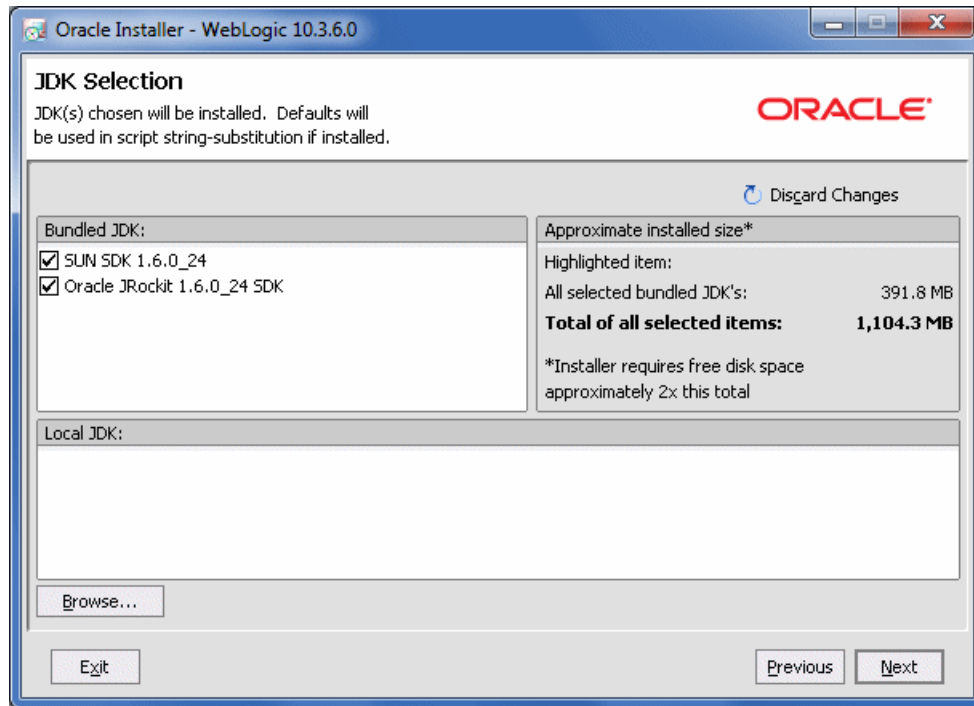 Oracle Installer - WebLogic 10.3.6.0
JDK Selection
JDK(s) chosen will be installed. Defaults will
be used in script string-substitution if installed.
ORACLE
Discard Changes
Bundled JDK:
SUN SDK 1.6.0_24
Oracle JRockit 1.6.0_24 SDK
Approximate installed size*
Highlighted item:
All selected bundled JDK's: 391.8 MB
Total of all selected items: 1,104.3 MB
*Installer requires free disk space
approximately 2x this total
Local JDK:
Browse...
Exit
Previous
Next